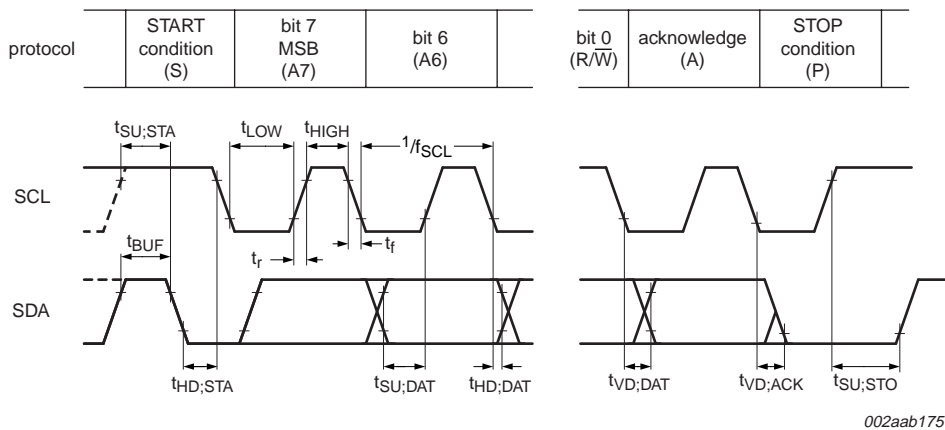 protocol
START
condition
(S)
bit 7
MSB
(A7)
bit 6
(A6)
bit 0
(R/W̅)
acknowledge
(A)
STOP
condition
(P)
tSU;STA
tLOW
tHIGH
1/fSCL
SCL
tBUF
tr
tf
SDA
tHD;STA
tSU;DAT
tHD;DAT
tVD;DAT
tVD;ACK
tSU;STO
002aab175